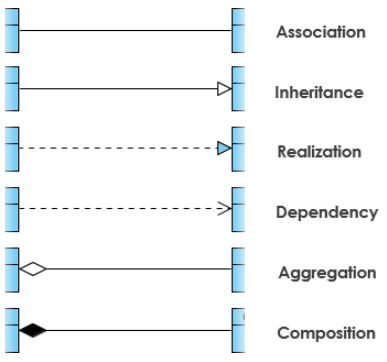 Association
Inheritance
Realization
Dependency
Aggregation
Composition